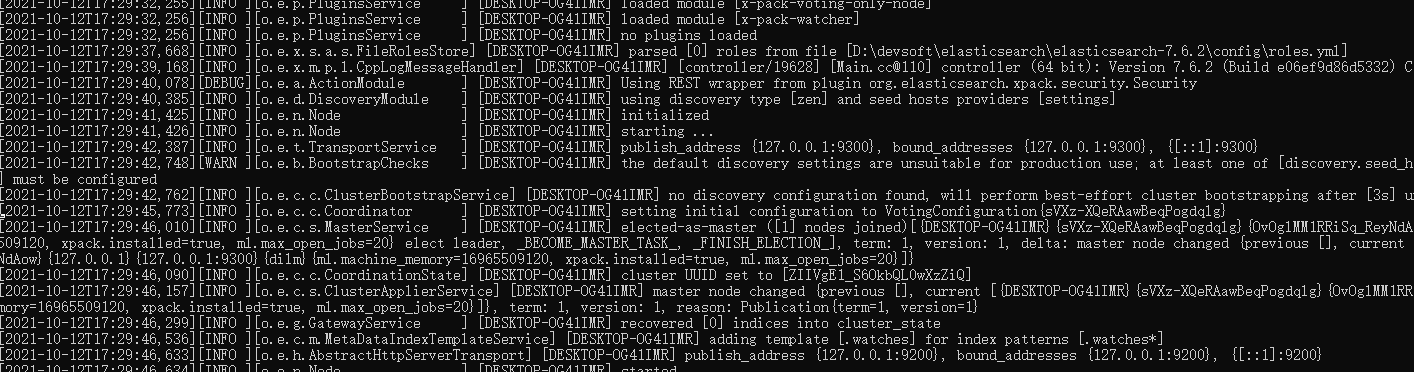 [2021-10-12T17:29:32,255][INFO ][o.e.p.PluginsService     ] [DESKTOP-OG41IMR] loaded module [x-pack-voting-only-node]
[2021-10-12T17:29:32,256][INFO ][o.e.p.PluginsService     ] [DESKTOP-OG41IMR] loaded module [x-pack-watcher]
[2021-10-12T17:29:32,256][INFO ][o.e.p.PluginsService     ] [DESKTOP-OG41IMR] no plugins loaded
[2021-10-12T17:29:37,668][INFO ][o.e.x.s.a.s.FileRolesStore] [DESKTOP-OG41IMR] parsed [0] roles from file [D:\devsoft\elasticsearch\elasticsearch-7.6.2\config\roles.yml]
[2021-10-12T17:29:39,168][INFO ][o.e.x.m.p.l.CppLogMessageHandler] [DESKTOP-OG41IMR] [controller/19628] [Main.cc@110] controller (64 bit): Version 7.6.2 (Build e06ef9d86d5332) C
[2021-10-12T17:29:40,078][DEBUG][o.e.a.ActionModule       ] [DESKTOP-OG41IMR] Using REST wrapper from plugin org.elasticsearch.xpack.security.Security
[2021-10-12T17:29:40,385][INFO ][o.e.d.DiscoveryModule    ] [DESKTOP-OG41IMR] using discovery type [zen] and seed hosts providers [settings]
[2021-10-12T17:29:41,425][INFO ][o.e.n.Node               ] [DESKTOP-OG41IMR] initialized
[2021-10-12T17:29:41,426][INFO ][o.e.n.Node               ] [DESKTOP-OG41IMR] starting ...
[2021-10-12T17:29:42,387][INFO ][o.e.t.TransportService   ] [DESKTOP-OG41IMR] publish_address {127.0.0.1:9300}, bound_addresses {127.0.0.1:9300}, {[::1]:9300}
[2021-10-12T17:29:42,748][WARN ][o.e.b.BootstrapChecks    ] [DESKTOP-OG41IMR] the default discovery settings are unsuitable for production use; at least one of [discovery.seed_h
] must be configured
[2021-10-12T17:29:42,762][INFO ][o.e.c.c.ClusterBootstrapService] [DESKTOP-OG41IMR] no discovery configuration found, will perform best-effort cluster bootstrapping after [3s] u
[2021-10-12T17:29:45,773][INFO ][o.e.c.c.Coordinator      ] [DESKTOP-OG41IMR] setting initial configuration to VotingConfiguration{sVXz-XQeRAawBeqPogdqlg}
[2021-10-12T17:29:46,010][INFO ][o.e.c.s.MasterService    ] [DESKTOP-OG41IMR] elected-as-master ([1] nodes joined)[{DESKTOP-OG41IMR}{sVXz-XQeRAawBeqPogdqlg}{OvOglMM1RRiSq_ReyNdA
509120, xpack.installed=true, ml.max_open_jobs=20} elect leader, _BECOME_MASTER_TASK_, _FINISH_ELECTION_], term: 1, version: 1, delta: master node changed {previous [], current
NdAow}{127.0.0.1}{127.0.0.1:9300}{dilm}{ml.machine_memory=16965509120, xpack.installed=true, ml.max_open_jobs=20}]}
[2021-10-12T17:29:46,090][INFO ][o.e.c.c.CoordinationState] [DESKTOP-OG41IMR] cluster UUID set to [ZIIVgE1_S6OkbQLOwXzZiQ]
[2021-10-12T17:29:46,157][INFO ][o.e.c.s.ClusterApplierService] [DESKTOP-OG41IMR] master node changed {previous [], current [{DESKTOP-OG41IMR}{sVXz-XQeRAawBeqPogdqlg}{OvOglMM1RR
mory=16965509120, xpack.installed=true, ml.max_open_jobs=20}]}, term: 1, version: 1, reason: Publication{term=1, version=1}
[2021-10-12T17:29:46,299][INFO ][o.e.g.GatewayService     ] [DESKTOP-OG41IMR] recovered [0] indices into cluster_state
[2021-10-12T17:29:46,536][INFO ][o.e.c.m.MetaDataIndexTemplateService] [DESKTOP-OG41IMR] adding template [.watches] for index patterns [.watches*]
[2021-10-12T17:29:46,633][INFO ][o.e.h.AbstractHttpServerTransport] [DESKTOP-OG41IMR] publish_address {127.0.0.1:9200}, bound_addresses {127.0.0.1:9200}, {[::1]:9200}
[2021-10-12T17:29:46,634][INFO ][o.e.n.Node               ] [DESKTOP-OG41IMR] started